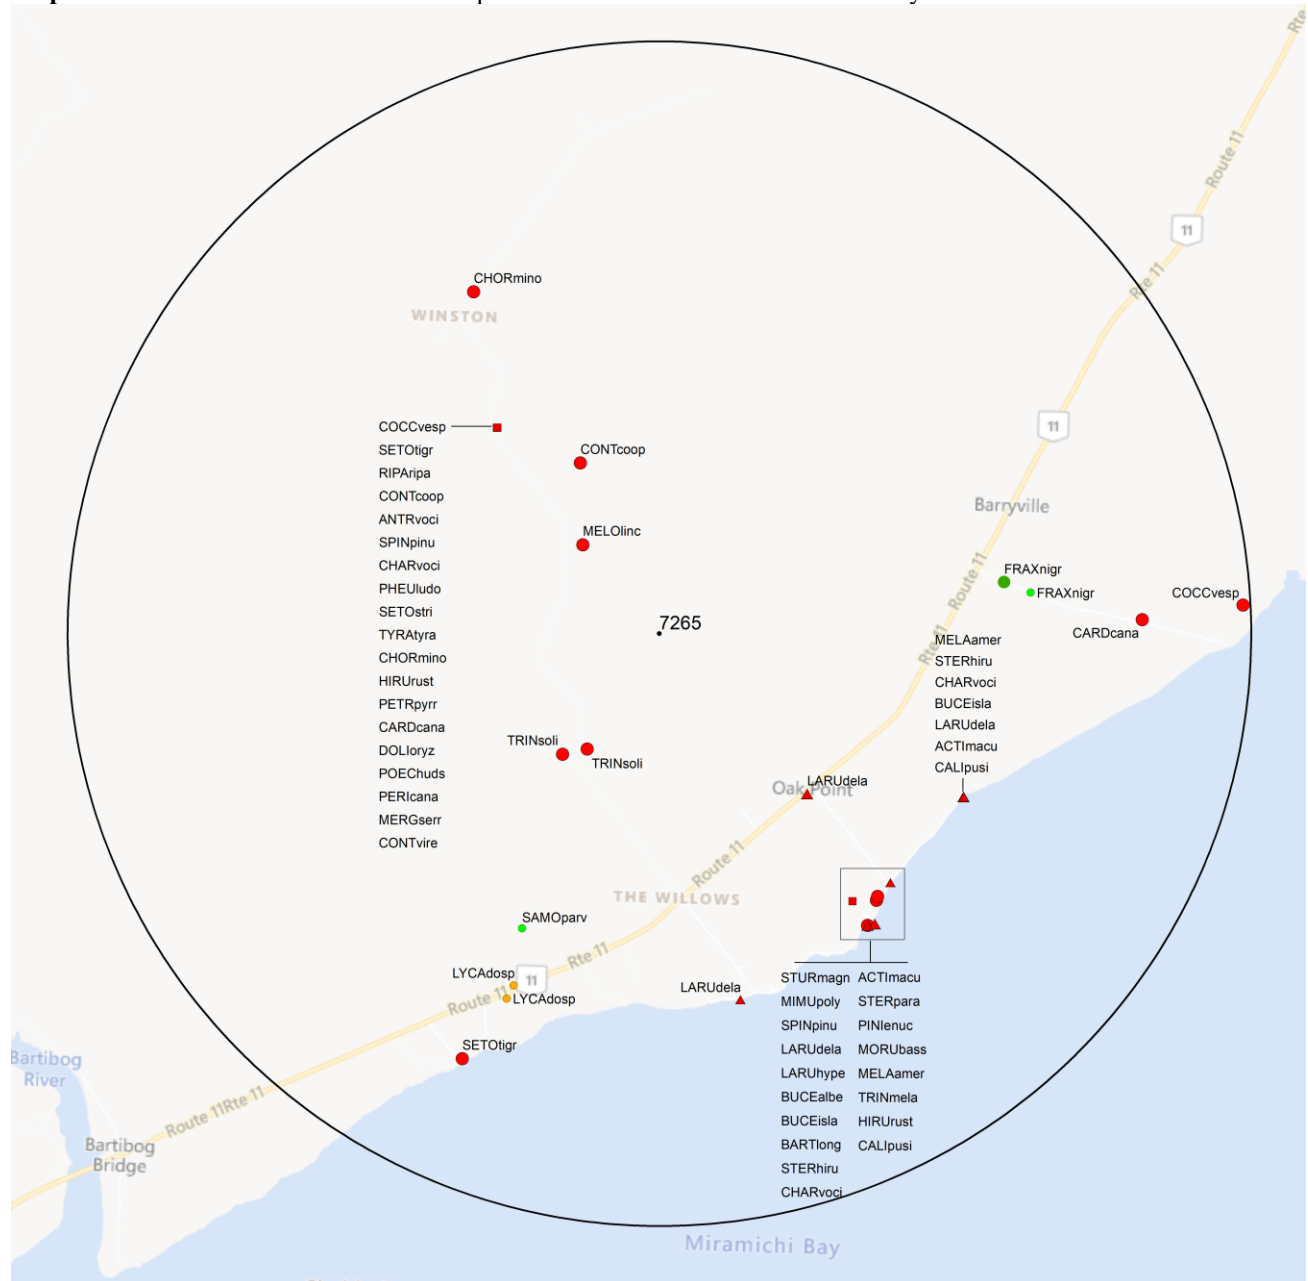 Rte
Route 11
11
Rte 11
CHORmino
WINSTON
COCCvesp
SETOtigr
RIPAripa
CONTcoop
ANTRvoci
SPINpinu
CHARvoci
PHEUludo
SETOstri
TYRAtyra
CHORmino
HIRUrust
PETRpyrr
CARDcana
DOLIoryz
POEChuds
PERIcana
MERGserr
CONTvire
CONTcoop
MELOlinc
11
Barryville
Route 11
Rte 11
FRAXnigr
FRAXnigr
COCCvesp
CARDcana
7265
MELAamer
STERhiru
CHARvoci
BUCEisla
LARUdela
ACTImacu
CALIpusi
TRINsoli
TRINsoli
LARUdela
Oak Point
Route 11
THE WILLOWS
SAMOparv
Rte 11
11
LYCAdosp
LYCAdosp
Route 11
LARUdela
SETOtigr
STURmagn
MIMUpoly
SPINpinu
LARUdela
LARUhype
BUCEalbe
BUCEisla
BARTlong
STERhiru
CHARvoci
ACTImacu
STERpara
PINIenuc
MORUbass
MELAamer
TRINmela
HIRUrust
CALIpusi
Bartibog
River
Route 11Rte 11
Bartibog
Bridge
Miramichi Bay